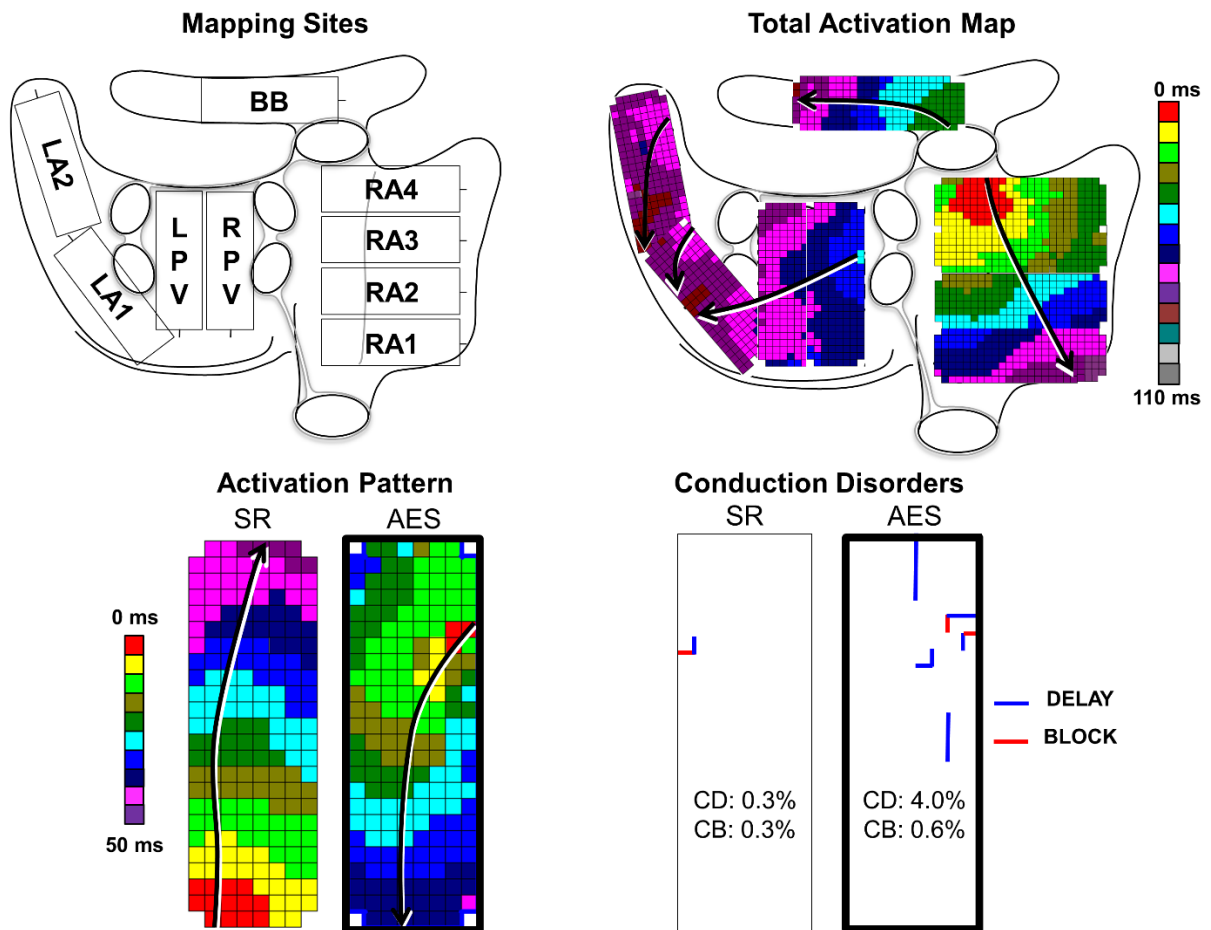 Mapping Sites
BB
LA2
LA1
LPV
RPV
RA4
RA3
RA2
RA1
Total Activation Map
0 ms
110 ms
Activation Pattern
SR
AES
0 ms
50 ms
Conduction Disorders
SR
AES
CD: 0.3%
CB: 0.3%
CD: 4.0%
CB: 0.6%
DELAY
BLOCK